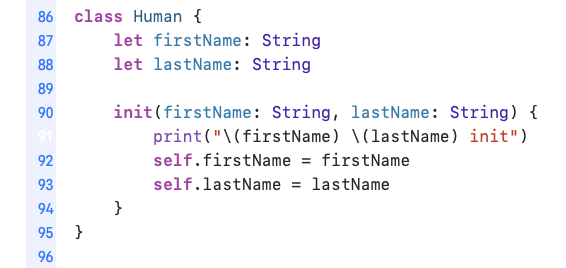 86 class Human {
87     let firstName: String
88     let lastName: String
89
90     init(firstName: String, lastName: String) {
91         print("\(firstName) \(lastName) init")
92         self.firstName = firstName
93         self.lastName = lastName
94     }
95 }
96